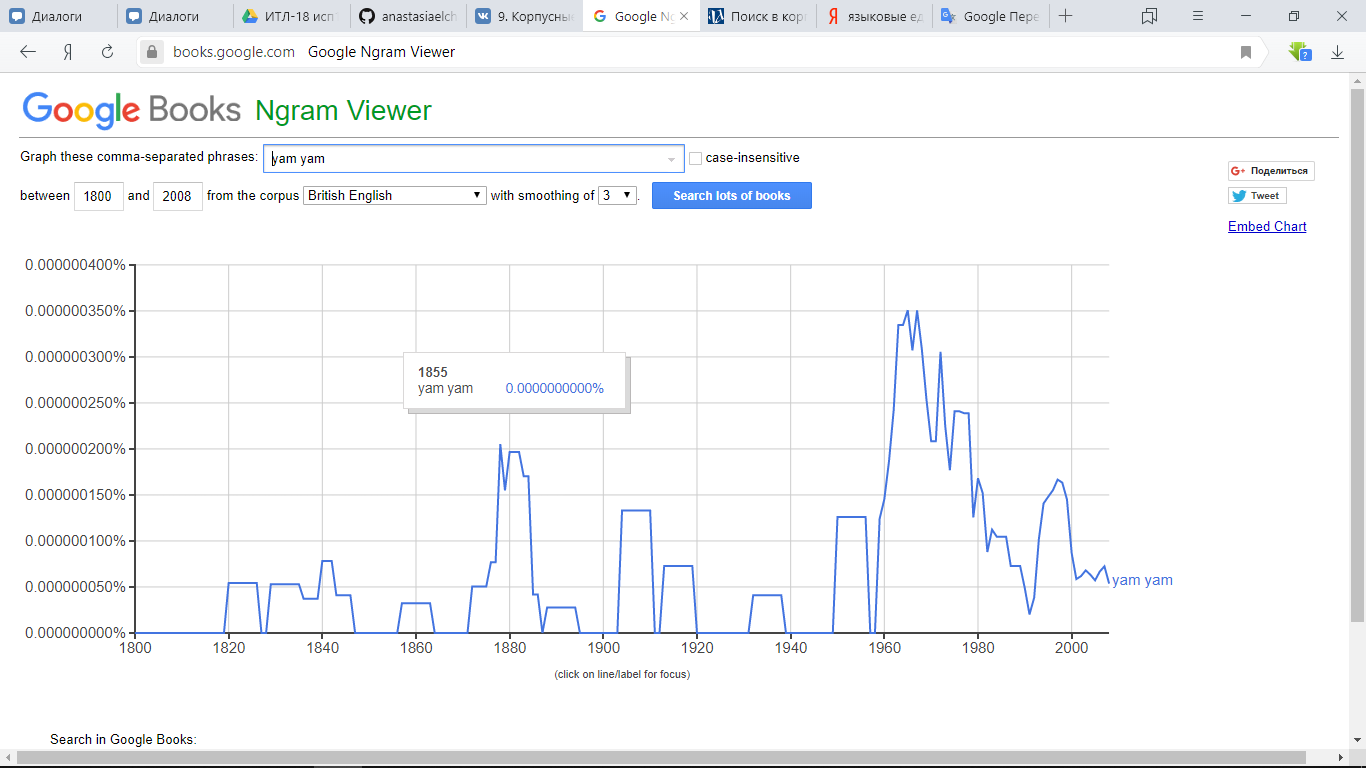 Диалоги
Диалоги
ИТЛ-18 исп
anastasiaelch
9. Корпусны
Google Ng
Поиск в кор
языковые ед
Google Пере
books.google.com Google Ngram Viewer
Google Books Ngram Viewer
Graph these comma-separated phrases: yam yam case-insensitive
between 1800 and 2008 from the corpus British English with smoothing of 3 . Search lots of books
G+ Поделиться
Tweet
Embed Chart
0.000000400%
0.000000350%
0.000000300%
0.000000250%
0.000000200%
0.000000150%
0.000000100%
0.000000050%
0.000000000%
1855
yam yam 0.0000000000%
yam yam
1800 1820 1840 1860 1880 1900 1920 1940 1960 1980 2000
(click on line/label for focus)
Search in Google Books: